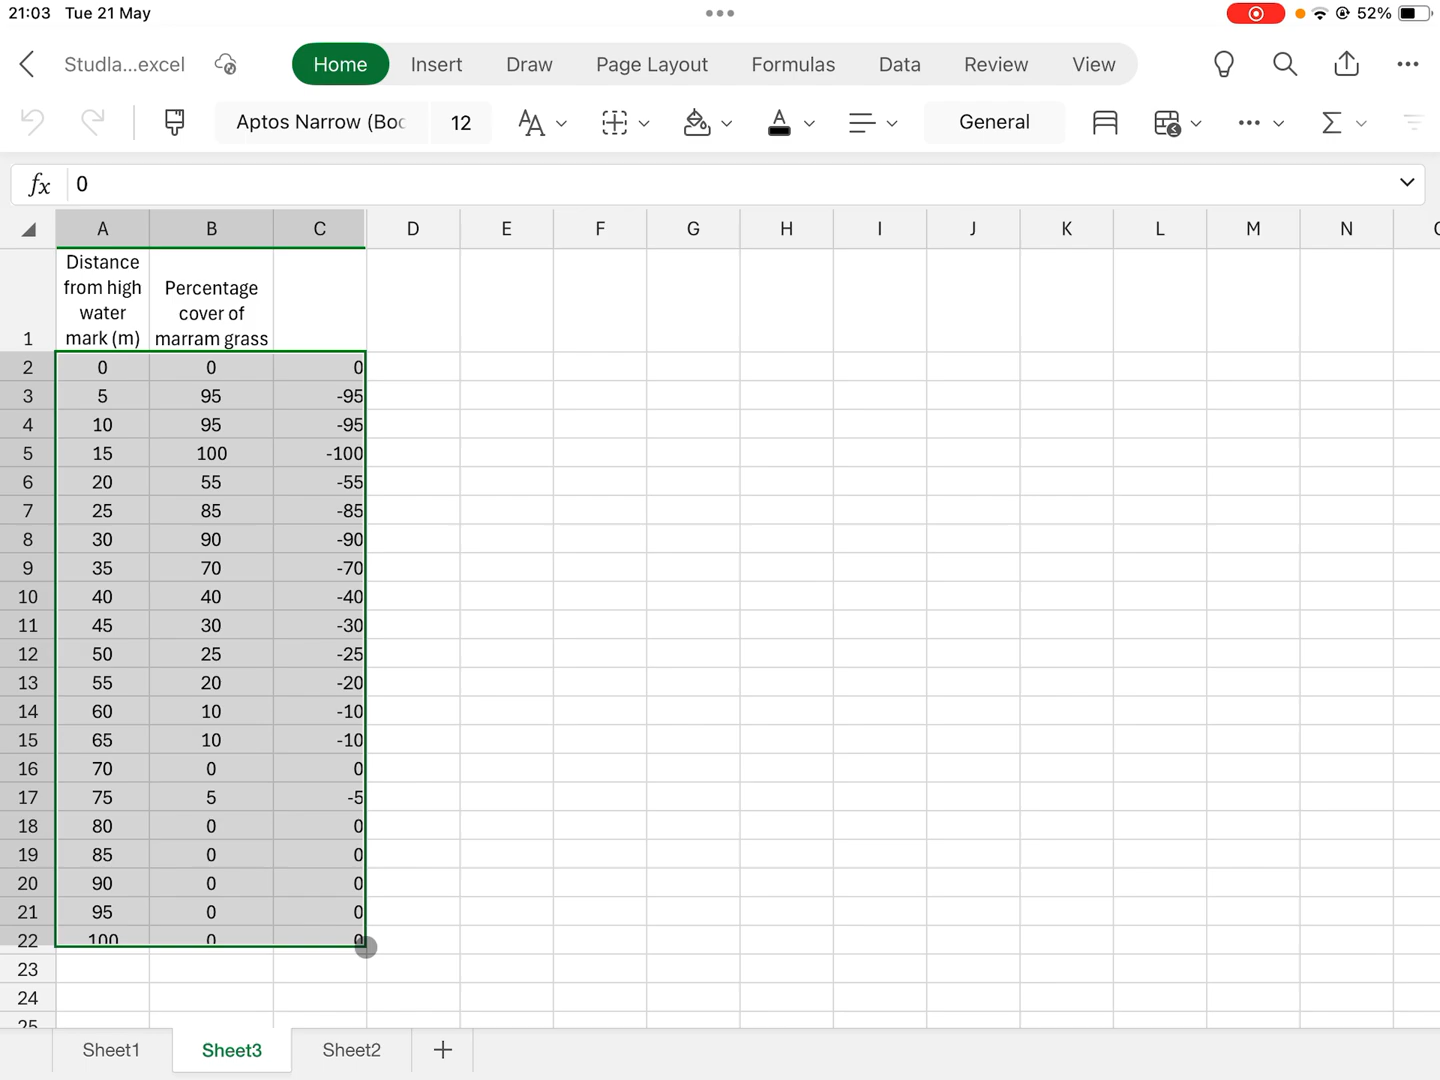 21:03 Tue 21 May 52%
Studla...excel Home Insert Draw Page Layout Formulas Data Review View
Aptos Narrow (Boc 12 General
fx 0
A B C D E F G H I J K L M N
Distance
from high
water
mark (m)
Percentage
cover of
marram grass
1
2 0 0 0
3 5 95 -95
4 10 95 -95
5 15 100 -100
6 20 55 -55
7 25 85 -85
8 30 90 -90
9 35 70 -70
10 40 40 -40
11 45 30 -30
12 50 25 -25
13 55 20 -20
14 60 10 -10
15 65 10 -10
16 70 0 0
17 75 5 -5
18 80 0 0
19 85 0 0
20 90 0 0
21 95 0 0
22 100 0 0
23
24
25
Sheet1 Sheet3 Sheet2